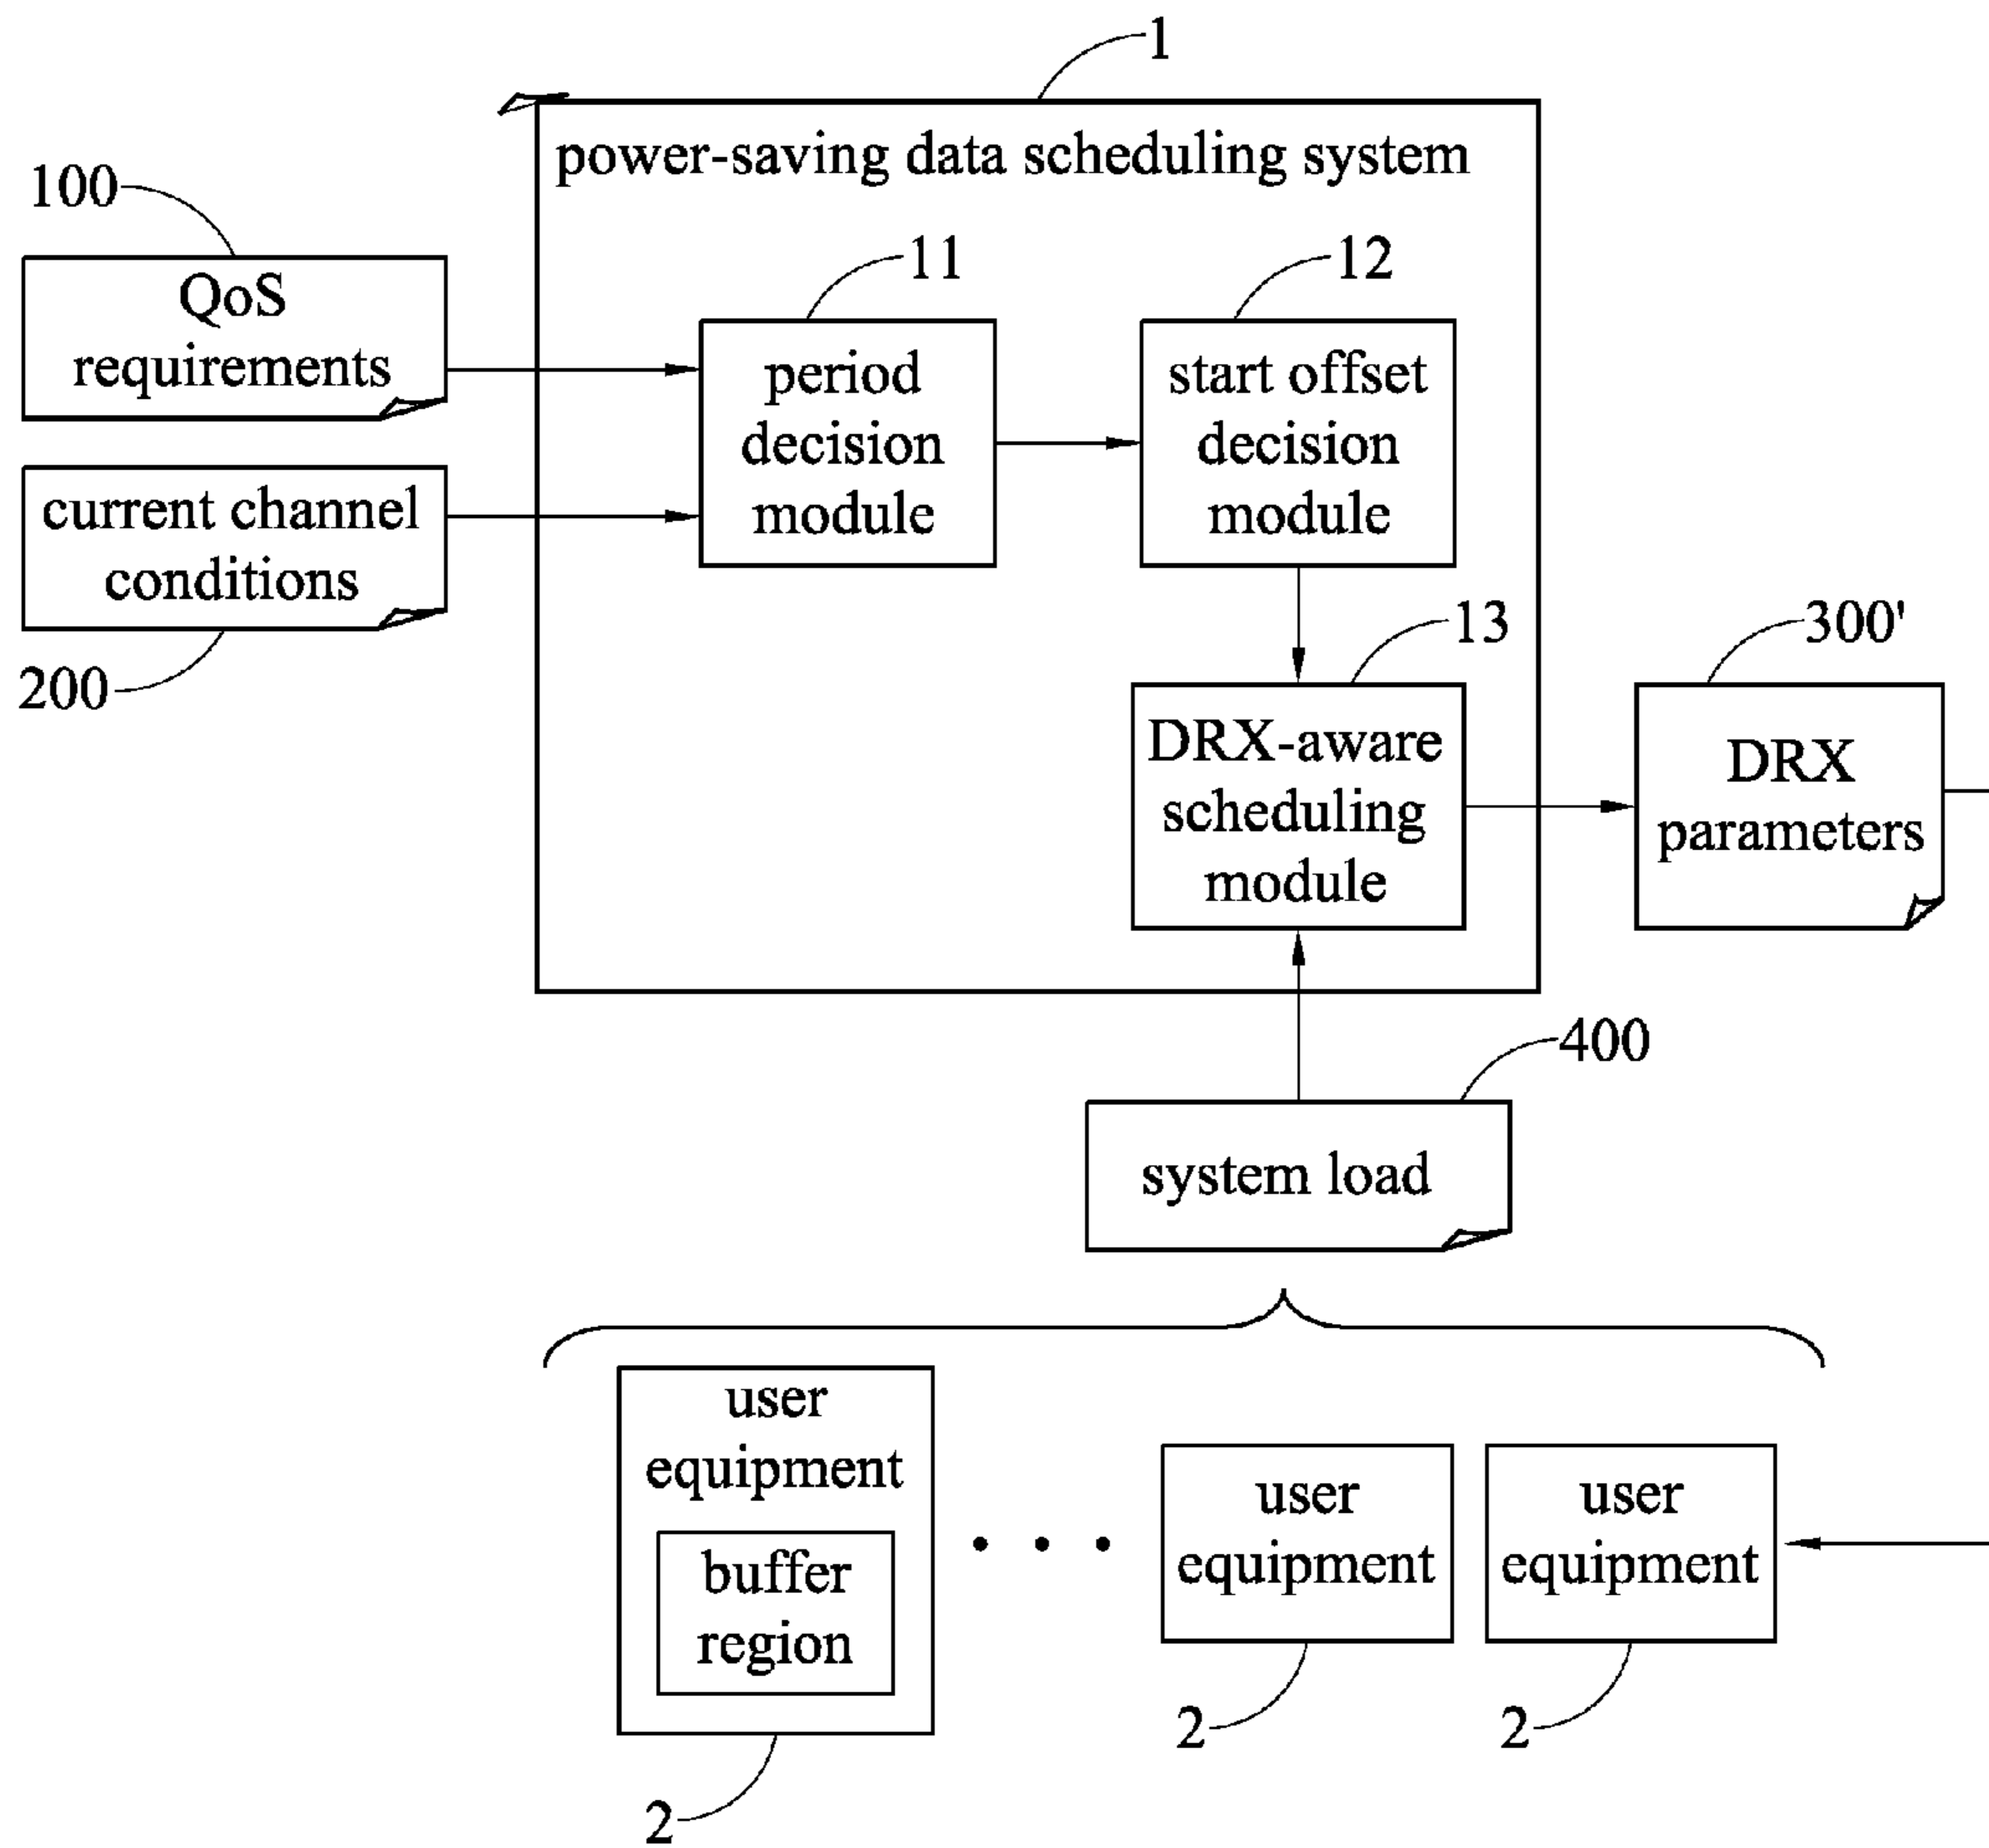 1
power-saving data scheduling system
100
QoS
requirements
11
period
decision
module
12
start offset
decision
module
current channel
conditions
200
13
DRX-aware
scheduling
module
300'
DRX
parameters
400
system load
user
equipment
buffer
region
2
user
equipment
2
user
equipment
2